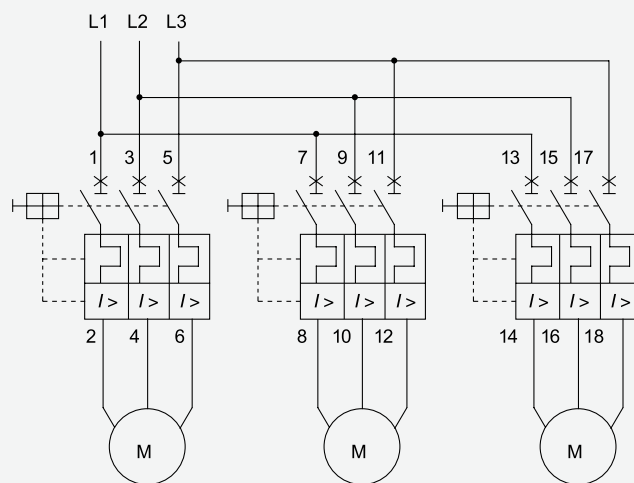 L1 L2 L3
1 3 5 7 9 11 13 15 17
I > I > I > I > I > I > I > I > I >
2 4 6 8 10 12 14 16 18
M M M